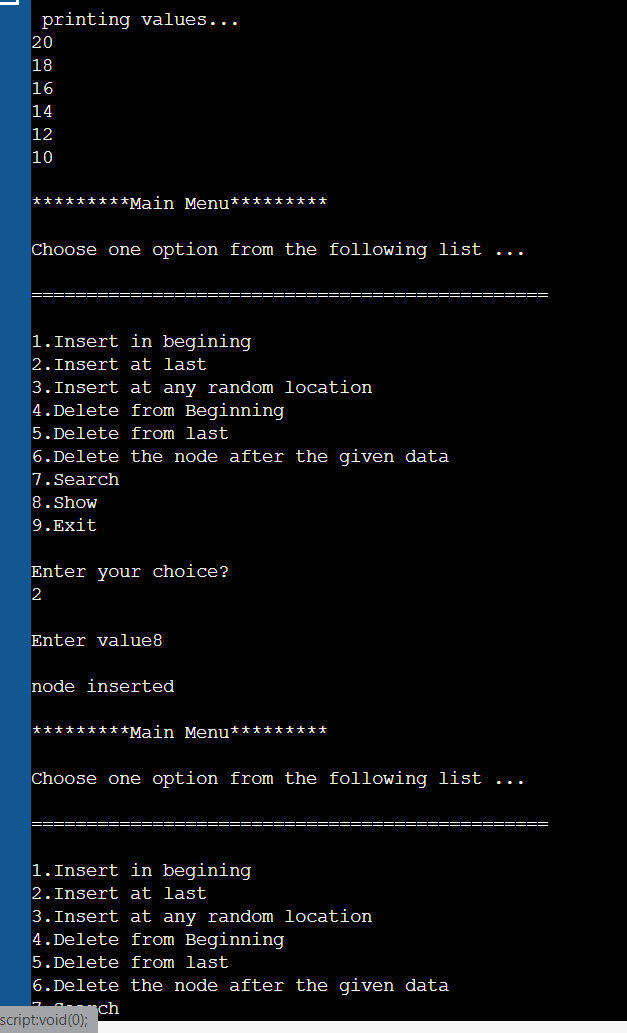 printing values...
20
18
16
14
12
10
*********Main Menu*********
Choose one option from the following list ...
===============================================
1.Insert in begining
2.Insert at last
3.Insert at any random location
4.Delete from Beginning
5.Delete from last
6.Delete the node after the given data
7.Search
8.Show
9.Exit
Enter your choice?
2
Enter value8
node inserted
*********Main Menu*********
Choose one option from the following list ...
===============================================
1.Insert in begining
2.Insert at last
3.Insert at any random location
4.Delete from Beginning
5.Delete from last
6.Delete the node after the given data
7.Search
script:void(0);